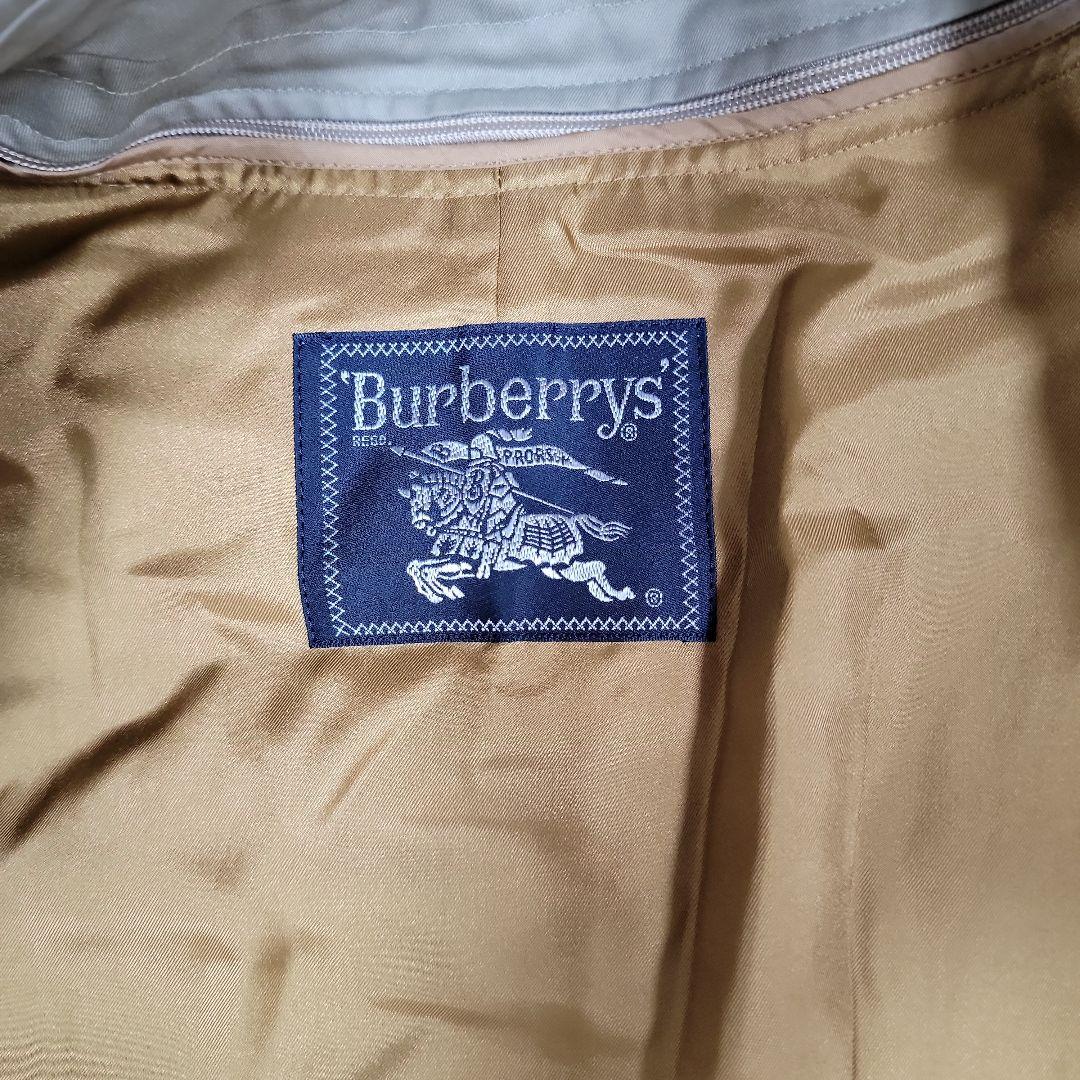 'Burberrys'
®
REGD.
PRORSUM
®